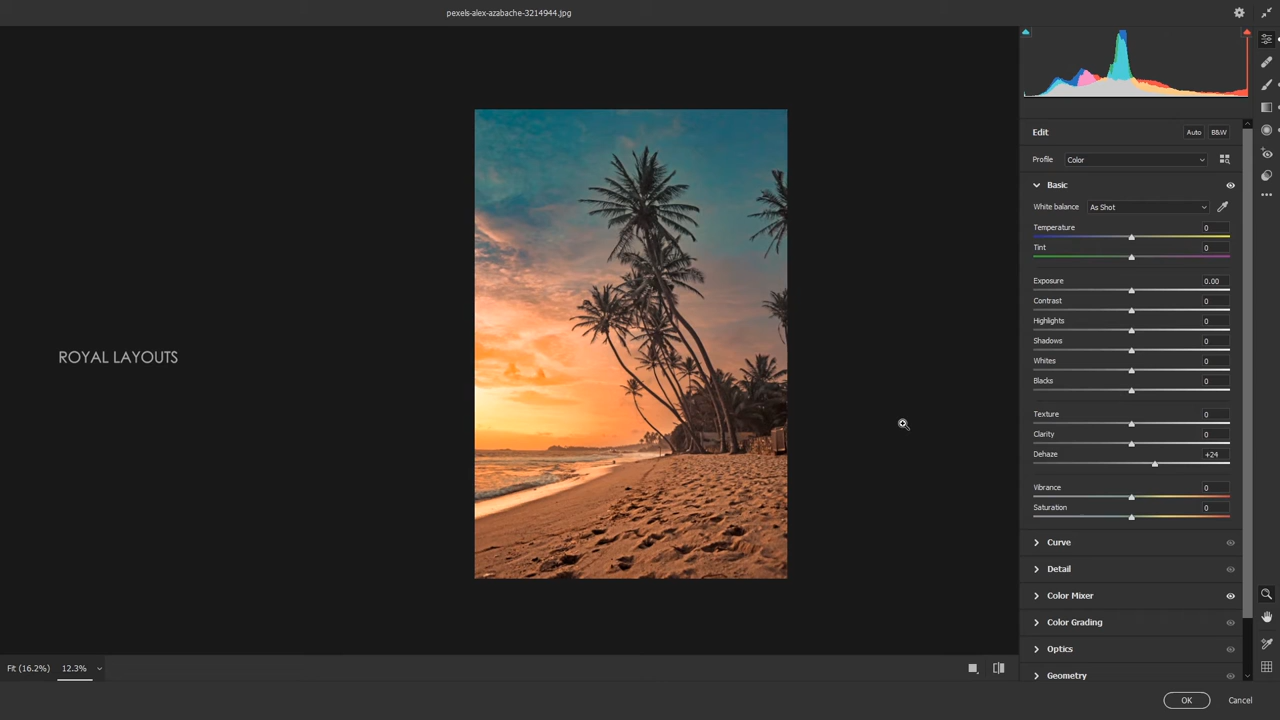 pexels-alex-azabache-3214944.jpg
Edit
Auto
B&W
Profile
Color
Basic
White balance
As Shot
Temperature
0
Tint
0
Exposure
0.00
Contrast
0
Highlights
0
Shadows
0
ROYAL LAYOUTS
Whites
0
Blacks
0
Texture
0
Clarity
0
Dehaze
+24
Vibrance
0
Saturation
0
Curve
Detail
Color Mixer
Color Grading
Optics
Geometry
Fit (16.2%)
12.3%
OK
Cancel